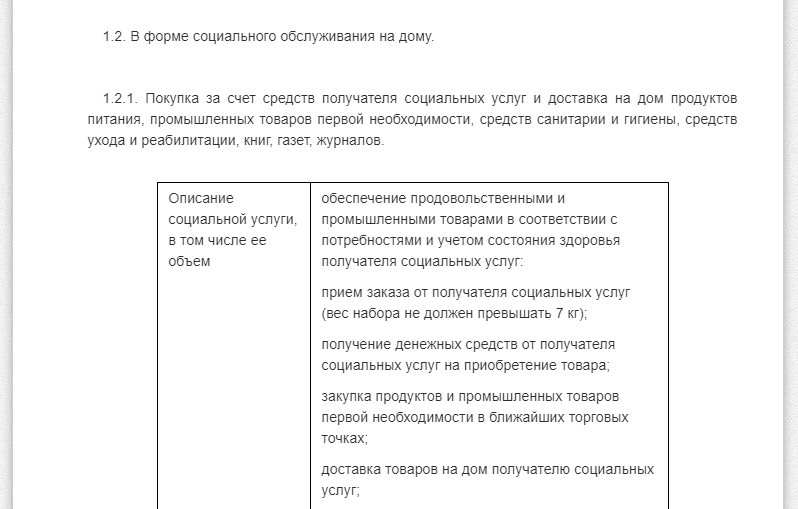 1.2. В форме социального обслуживания на дому.
1.2.1. Покупка за счет средств получателя социальных услуг и доставка на дом продуктов
питания, промышленных товаров первой необходимости, средств санитарии и гигиены, средств
ухода и реабилитации, книг, газет, журналов.
Описание
социальной услуги,
в том числе ее
объем
обеспечение продовольственными и
промышленными товарами в соответствии с
потребностями и учетом состояния здоровья
получателя социальных услуг:
прием заказа от получателя социальных услуг
(вес набора не должен превышать 7 кг);
получение денежных средств от получателя
социальных услуг на приобретение товара;
закупка продуктов и промышленных товаров
первой необходимости в ближайших торговых
точках;
доставка товаров на дом получателю социальных
услуг;